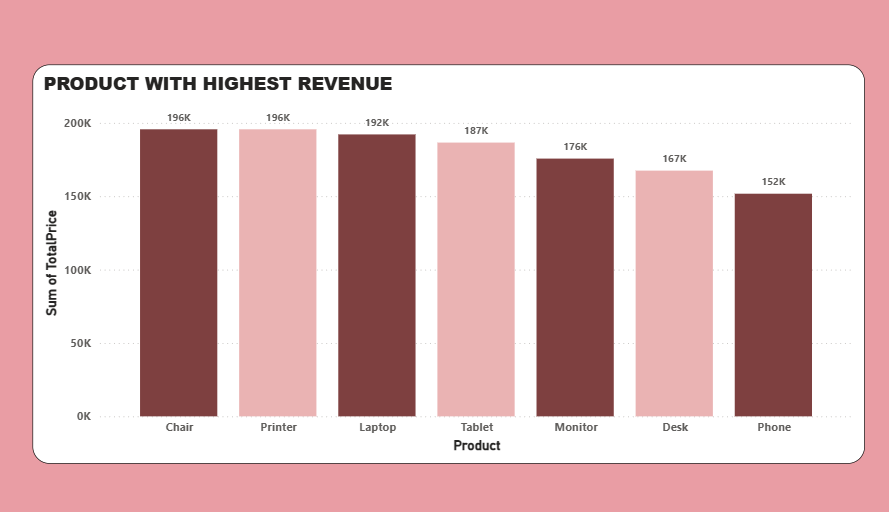 PRODUCT WITH HIGHEST REVENUE
196K 196K 192K 187K 176K 167K 152K
200K
150K
100K
50K
0K
Sum of TotalPrice
Chair Printer Laptop Tablet Monitor Desk Phone
Product